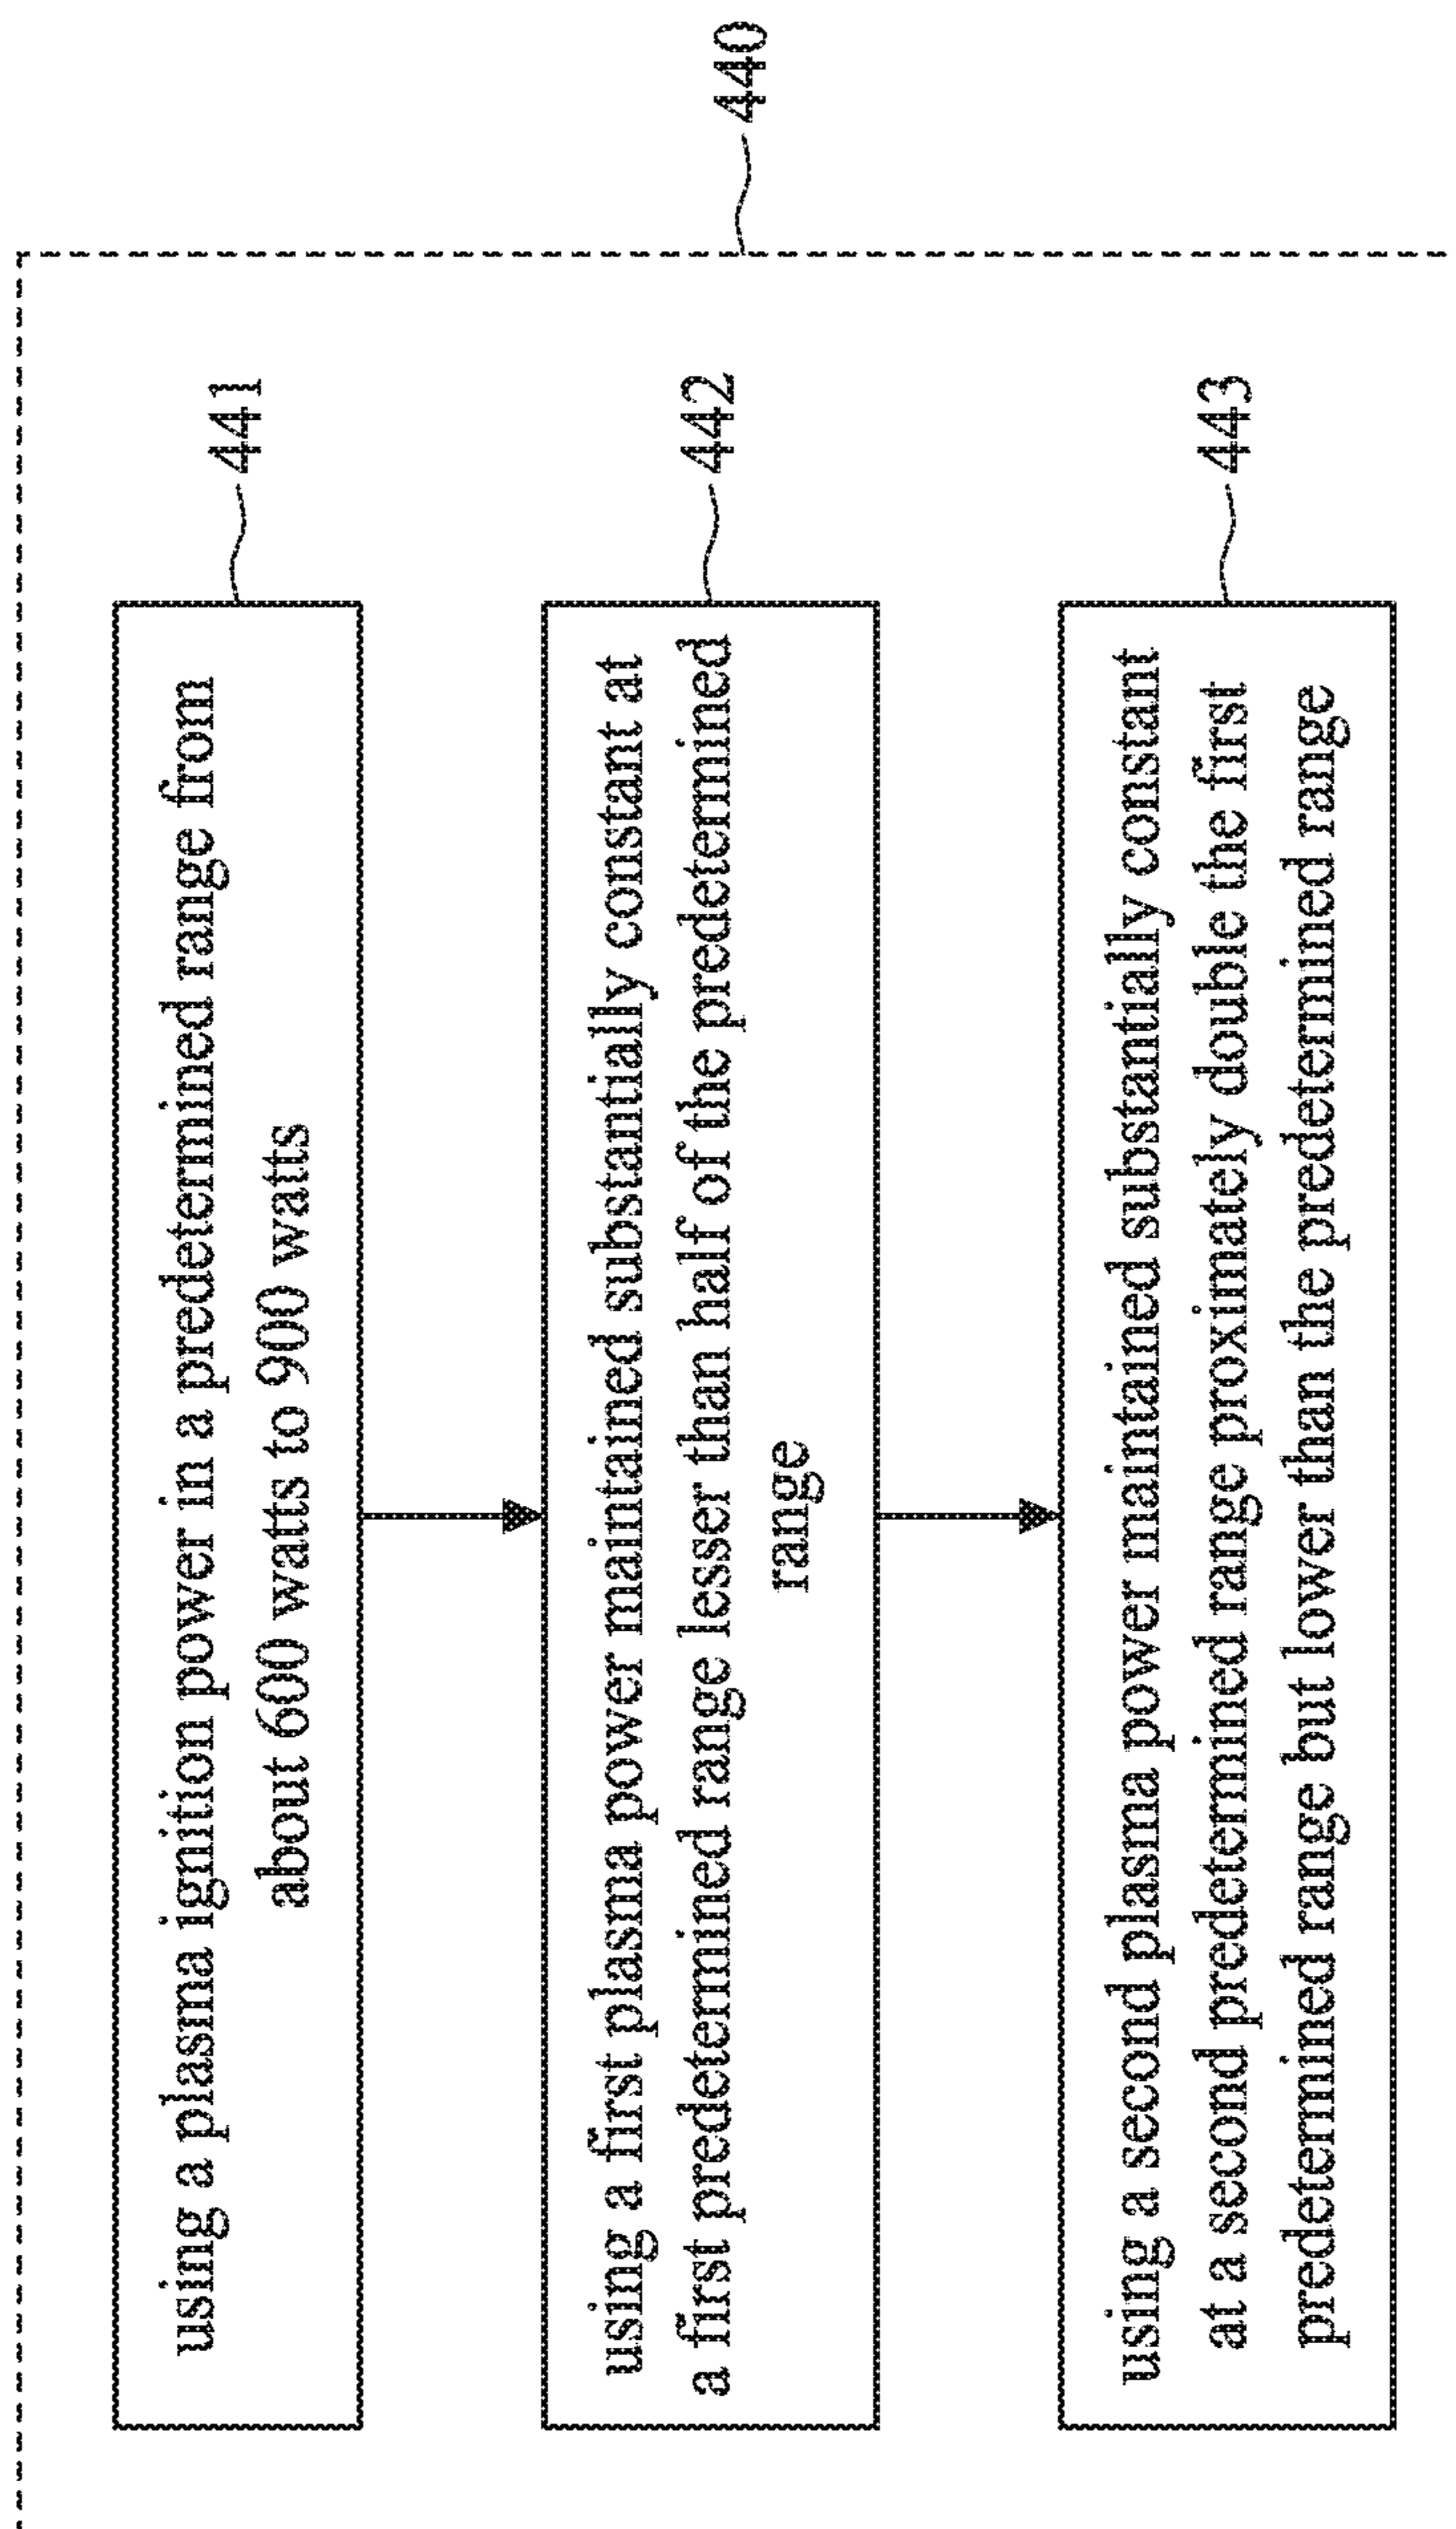 440
using a plasma ignition power in a predetermined range from
about 600 watts to 900 watts
441
using a first plasma power maintained substantially constant at
a first predetermined range lesser than half of the predetermined
range
442
using a second plasma power maintained substantially constant
at a second predetermined range proximately double the first
predetermined range but lower than the predetermined range
443